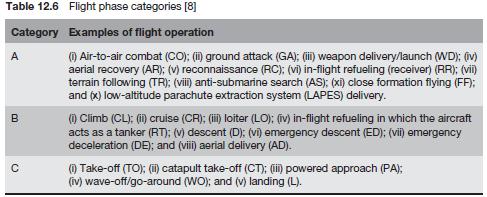 Table 12.6 Flight phase categories [8]
Category Examples of flight operation
A (i) Air-to-air combat (CO); (ii) ground attack (GA); (iii) weapon delivery/launch (WD); (iv)
aerial recovery (AR); (v) reconnaissance (RC); (vi) in-flight refueling (receiver) (RR); (vii)
terrain following (TR); (viii) anti-submarine search (AS); (xi) close formation flying (FF);
and (x) low-altitude parachute extraction system (LAPES) delivery.
B (i) Climb (CL); (ii) cruise (CR); (iii) loiter (LO); (iv) in-flight refueling in which the aircraft
acts as a tanker (RT); (v) descent (D); (vi) emergency descent (ED); (vii) emergency
deceleration (DE); and (viii) aerial delivery (AD).
C (i) Take-off (TO); (ii) catapult take-off (CT); (iii) powered approach (PA);
(iv) wave-off/go-around (WO); and (v) landing (L).